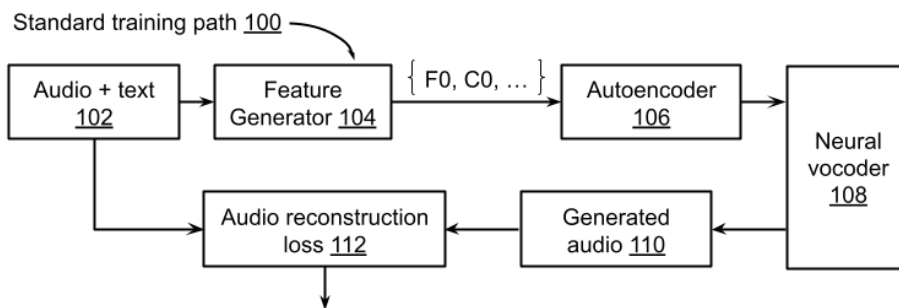 Standard training path 100
{ F0, C0, ... }
Audio + text
102
Feature
Generator 104
Autoencoder
106
Neural
vocoder
108
Audio reconstruction
loss 112
Generated
audio 110